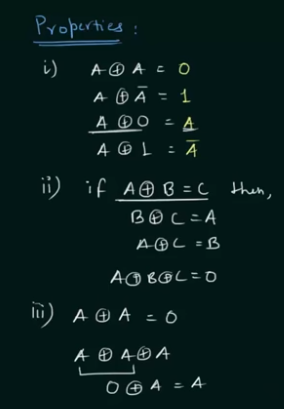 Properties :
i) A ⊕ A = 0
A ⊕ Ā = 1
A ⊕ 0 = A
A ⊕ 1 = Ā
ii) if A ⊕ B = C then,
B ⊕ C = A
A ⊕ C = B
A ⊕ B ⊕ C = 0
iii) A ⊕ A = 0
A ⊕ A ⊕ A
0 ⊕ A = A